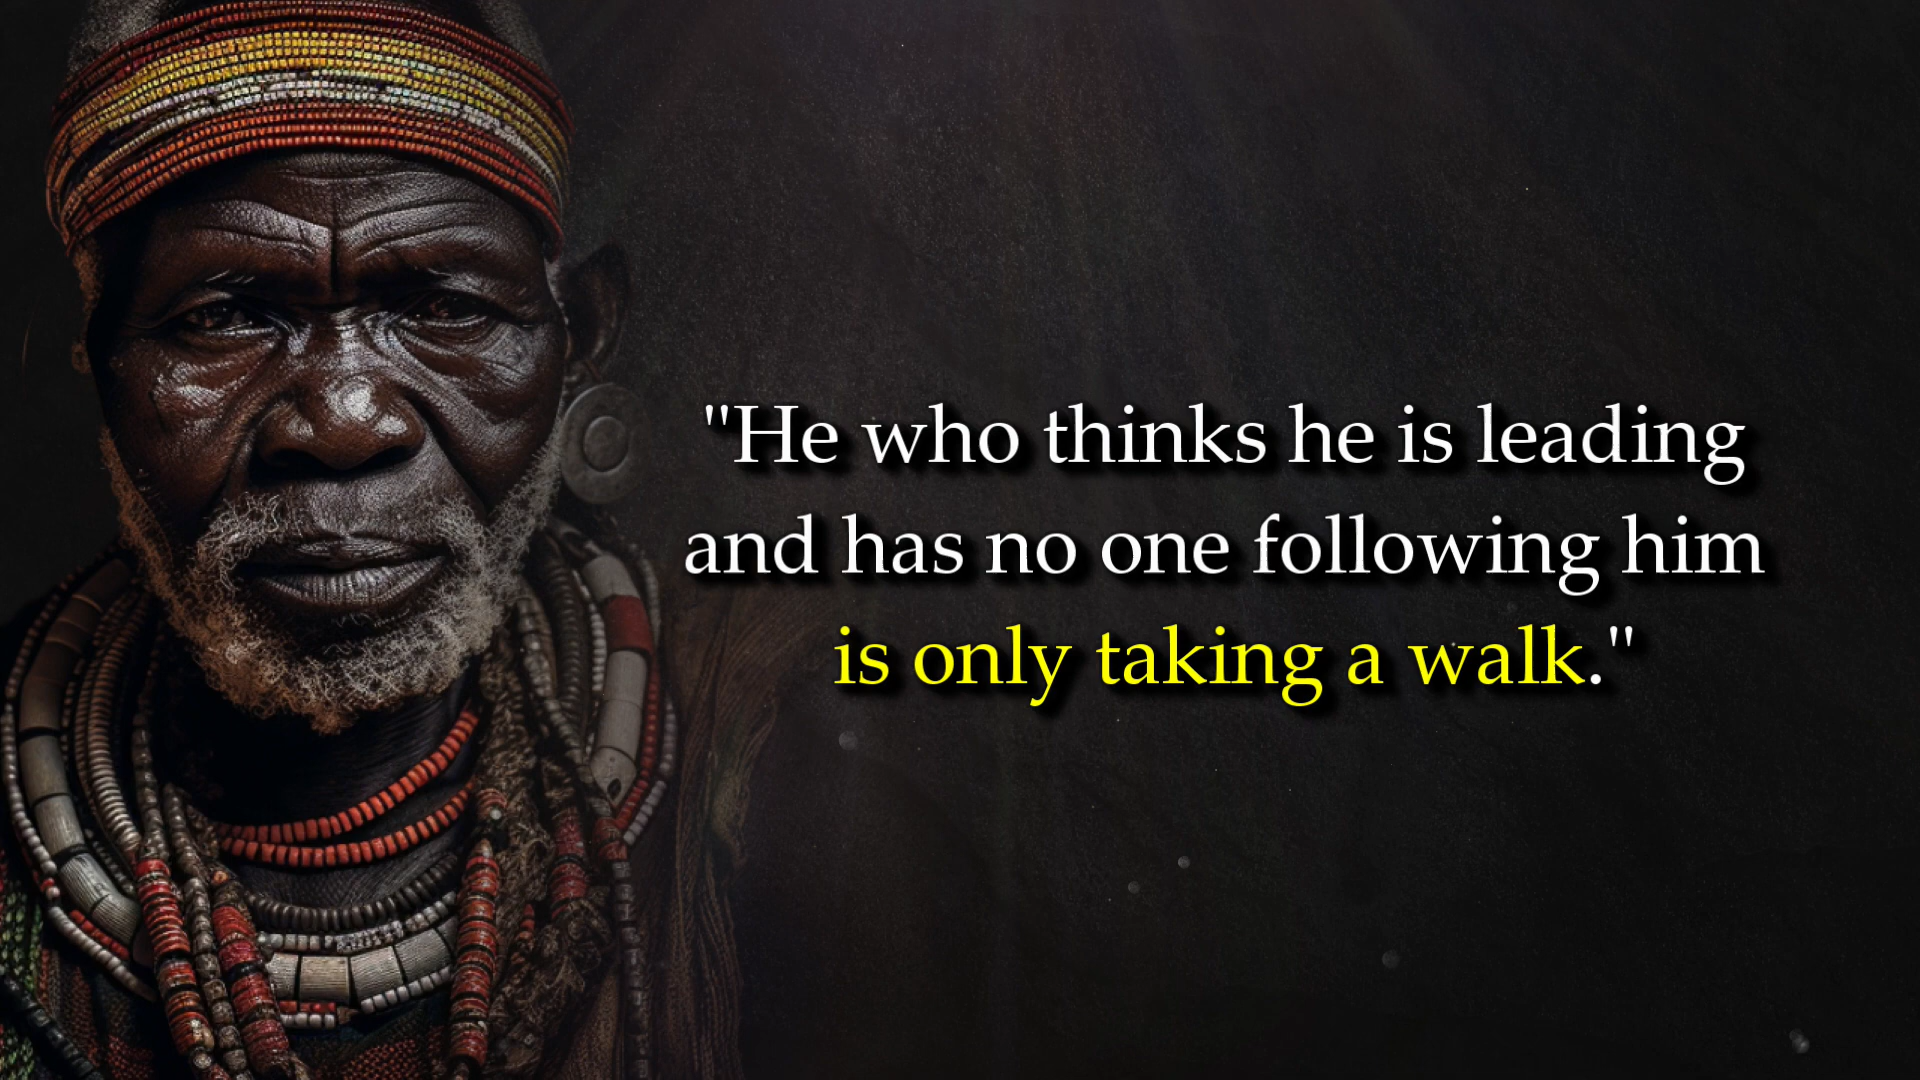 "He who thinks he is leading
and has no one following him
is only taking a walk."